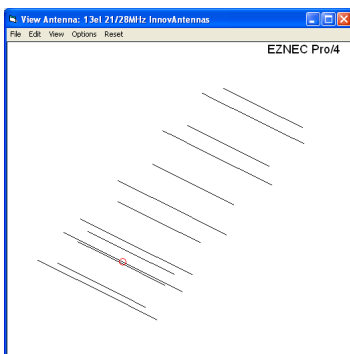 View Antenna: 13el 21/28MHz InnovAntennas
File Edit View Options Reset
EZNEC Pro/4